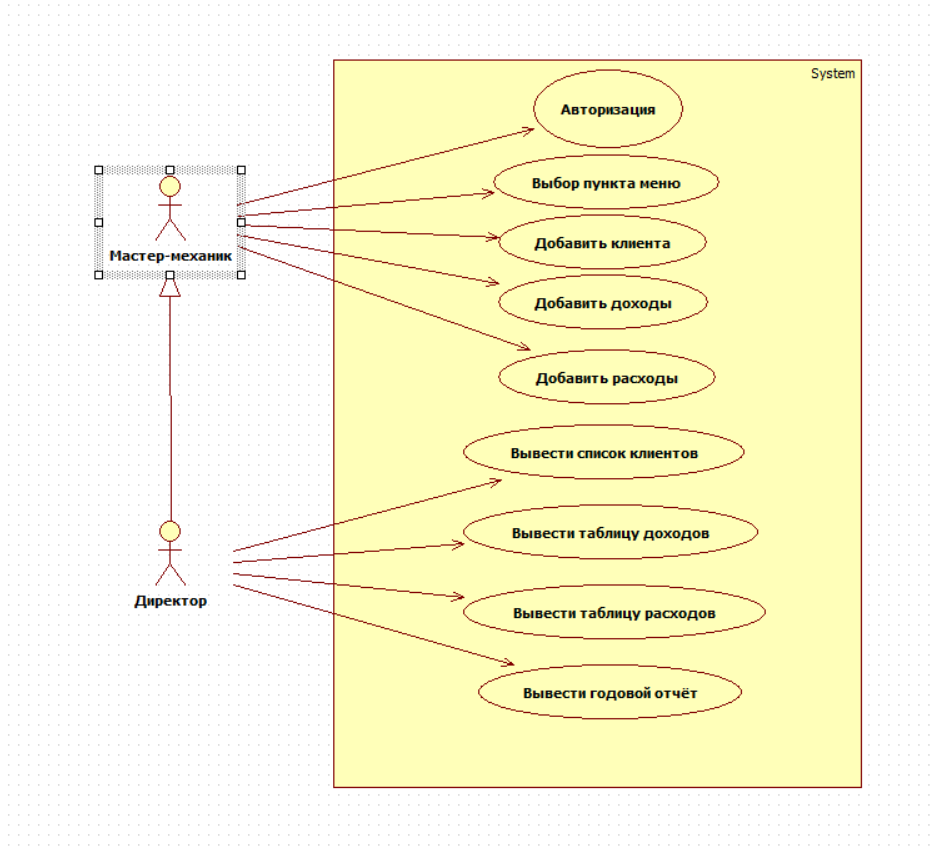 System
Авторизация
Выбор пункта меню
Добавить клиента
Мастер-механик
Добавить доходы
Добавить расходы
Вывести список клиентов
Вывести таблицу доходов
Директор
Вывести таблицу расходов
Вывести годовой отчёт